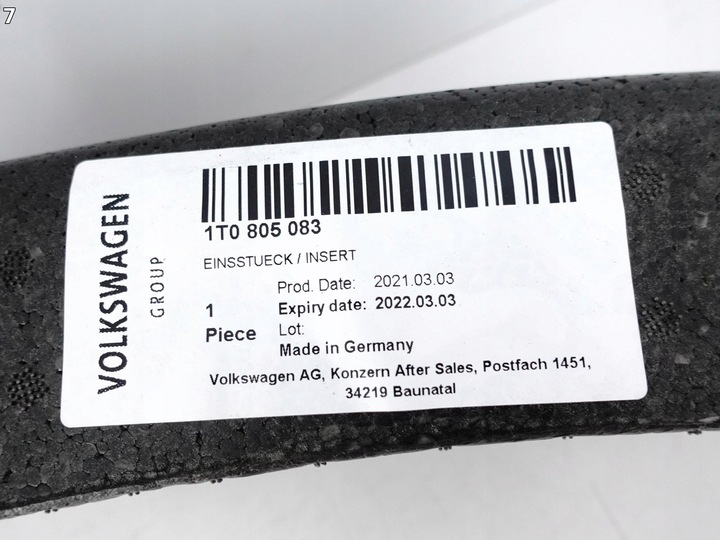 7
VOLKSWAGEN
GROUP
1T0 805 083
EINSSTUECK / INSERT
Prod. Date: 2021.03.03
1 Expiry date: 2022.03.03
Piece Lot:
Made in Germany
Volkswagen AG, Konzern After Sales, Postfach 1451,
34219 Baunatal